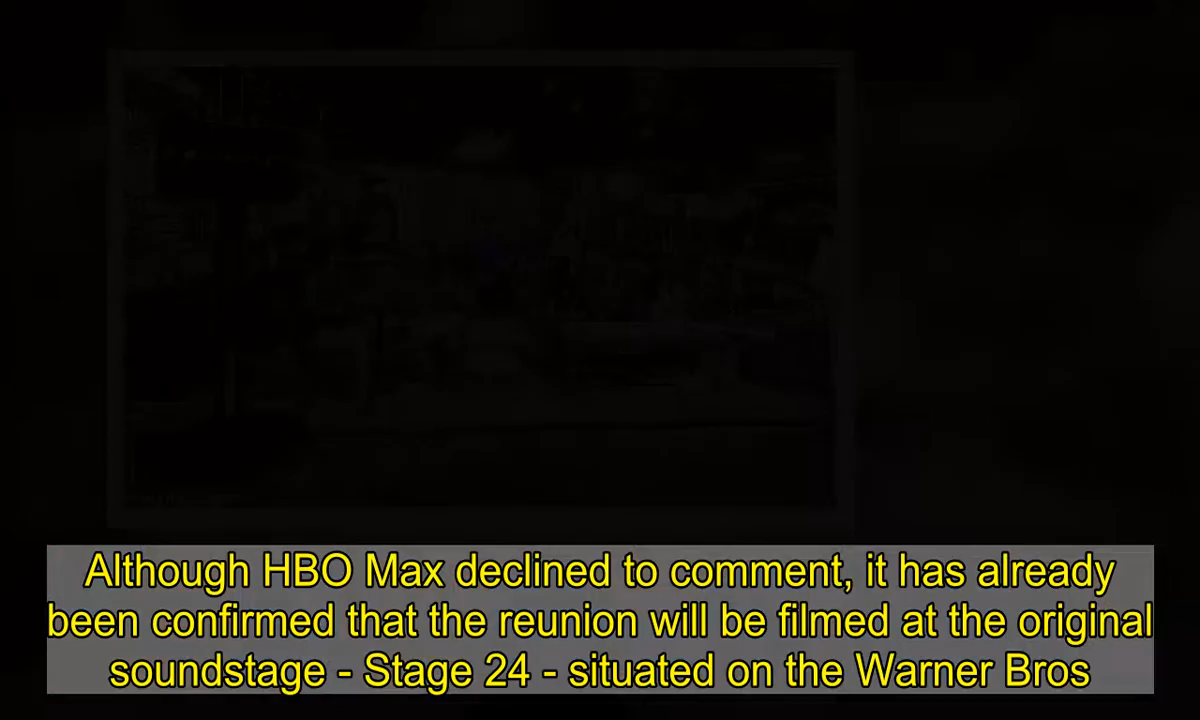 Although HBO Max declined to comment, it has already
been confirmed that the reunion will be filmed at the original
soundstage - Stage 24 - situated on the Warner Bros